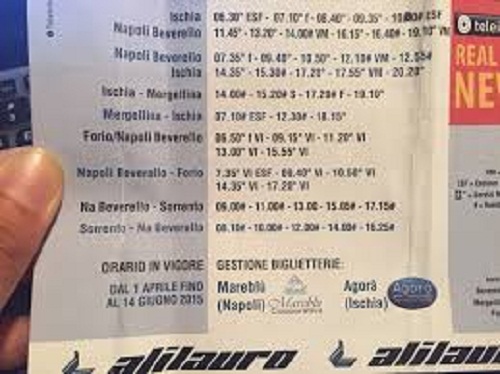 Ischia 06.30* ESF - 07.10* f - 08.40* - 09.35* -
Napoli Beverello 11.45* - 13.20* - 14.00# VM - 16.15* - 16.40# - 19.10* VM
Napoli Beverello 07.35* f - 09.40* - 10.50* - 12.10# VM - 12.55#
Ischia 14.35* - 15.30# - 17.20* - 17.55* VM - 20.20*
Ischia - Mergellina 14.00# - 15.20# S - 17.20# F - 19.10*
Mergellina - Ischia 07.10# ESF - 12.30# - 18.15*
Forio/Napoli Beverello 06.50* f VI - 09.15* VI - 11.20* VI
13.00* VI - 15.55* VI
Napoli Beverello - Forio 7.35* VI ESF - 09.40* VI - 10.50* VI
14.35* VI - 17.20* VI
Na Beverello - Sorrento 09.00# - 11.00# - 13.00 - 15.05# - 17.15#
Sorrento - Na Beverello 08.10# - 10.00# - 12.00# - 14.00# - 16.25#
ORARIO IN VIGORE
DAL 1 APRILE FINO
AL 14 GIUGNO 2015
GESTIONE BIGLIETTERIE:
Mareblù
(Napoli)
Mareblu
Agorà
(Ischia)
Agorà
alilauro
alilau
REAL
NE